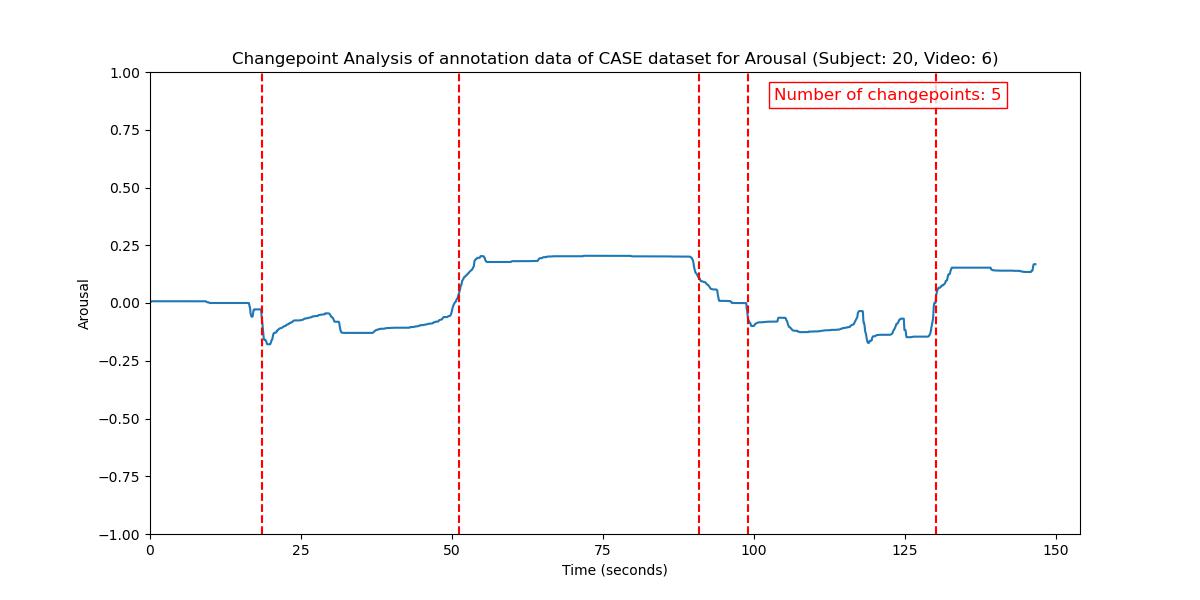 Changepoint Analysis of annotation data of CASE dataset for Arousal (Subject: 20, Video: 6)
Number of changepoints: 5
1.00
0.75
0.50
0.25
0.00
−0.25
−0.50
−0.75
−1.00
Arousal
0 25 50 75 100 125 150
Time (seconds)